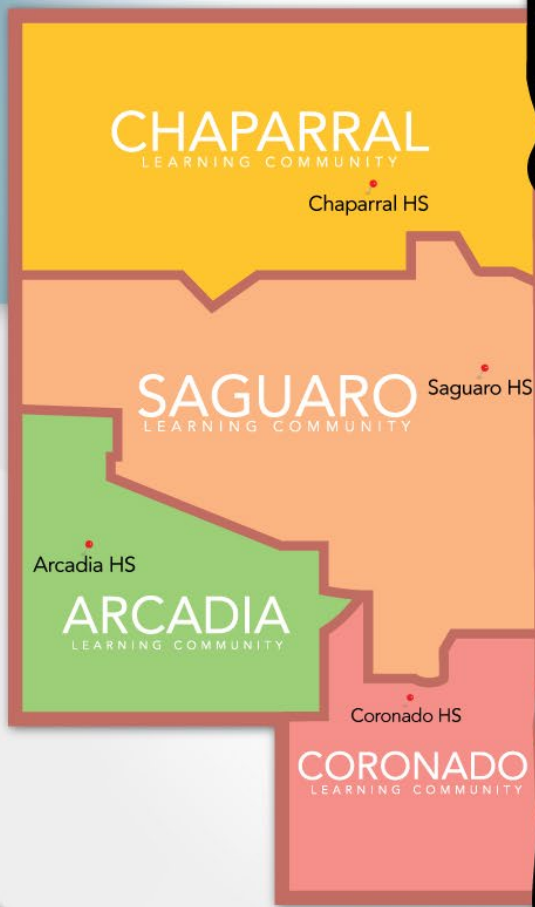 CHAPARRAL
LEARNING COMMUNITY
Chaparral HS
SAGUARO
LEARNING COMMUNITY
Saguaro HS
Arcadia HS
ARCADIA
LEARNING COMMUNITY
Coronado HS
CORONADO
LEARNING COMMUNITY